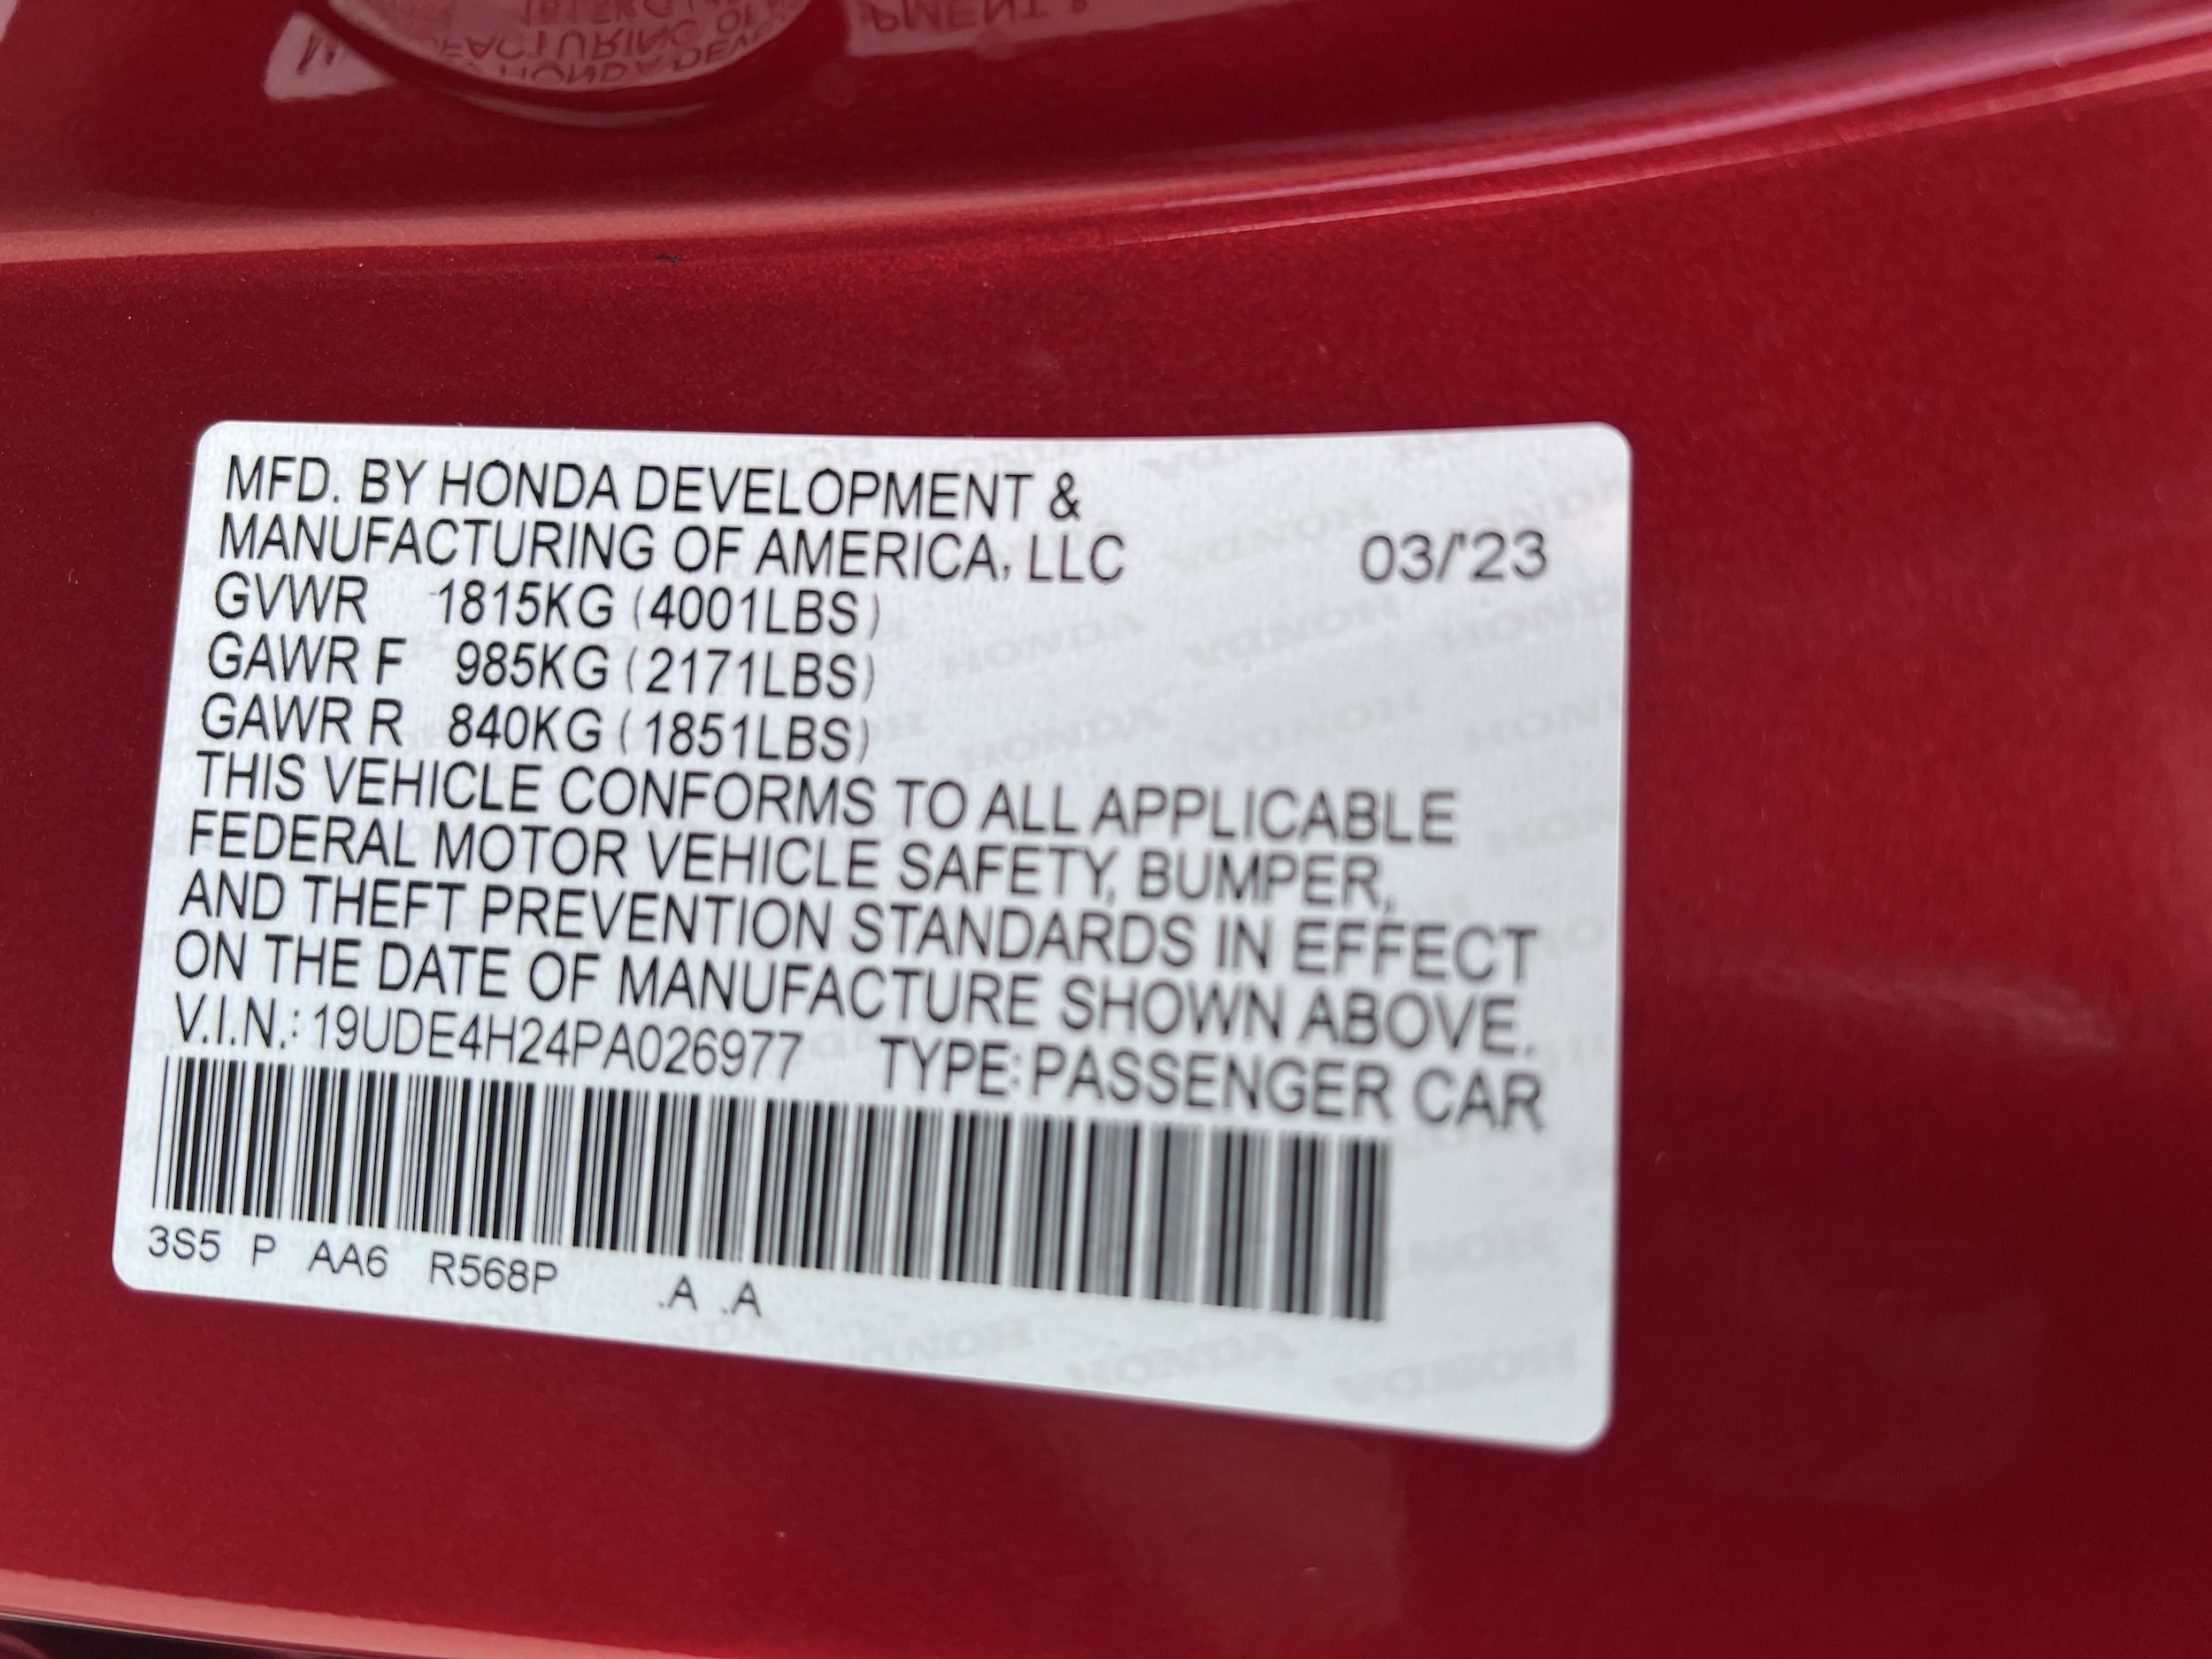 MFD. BY HONDA DEVELOPMENT &
MANUFACTURING OF AMERICA, LLC 03/'23
GVWR 1815KG (4001LBS)
GAWR F 985KG (2171LBS)
GAWR R 840KG (1851LBS)
THIS VEHICLE CONFORMS TO ALL APPLICABLE
FEDERAL MOTOR VEHICLE SAFETY, BUMPER,
AND THEFT PREVENTION STANDARDS IN EFFECT
ON THE DATE OF MANUFACTURE SHOWN ABOVE.
V.I.N.: 19UDE4H24PA026977 TYPE: PASSENGER CAR
3S5 P AA6 R568P .A .A